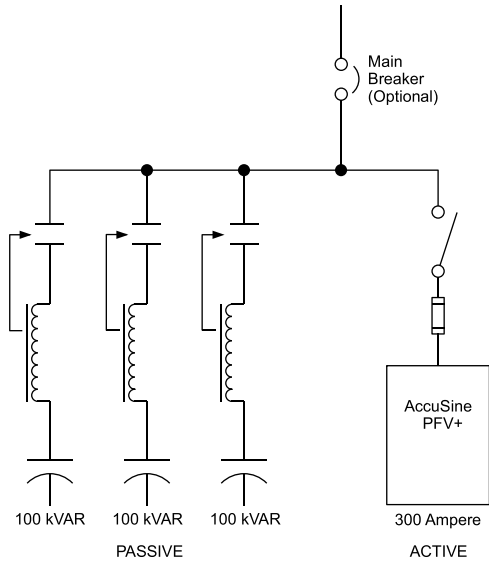 Main
Breaker
(Optional)
AccuSine
PFV+
100 kVAR
100 kVAR
100 kVAR
300 Ampere
PASSIVE
ACTIVE